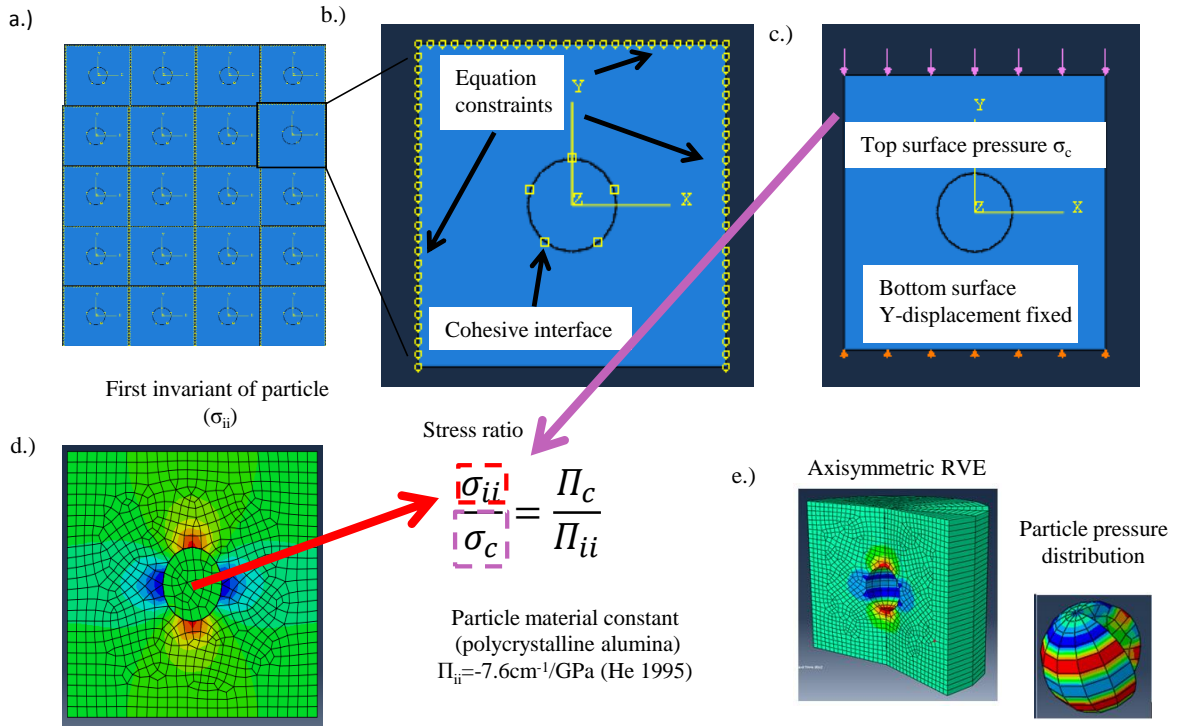 a.)
b.)
c.)
Equation
constraints
Y
X
Z
Cohesive interface
Y
Top surface pressure σc
Z
X
Bottom surface
Y-displacement fixed
First invariant of particle
(σii)
d.)
Stress ratio
σii/σc = Πc/Πii
Particle material constant
(polycrystalline alumina)
Πii=-7.6cm⁻¹/GPa (He 1995)
e.)
Axisymmetric RVE
Particle pressure
distribution